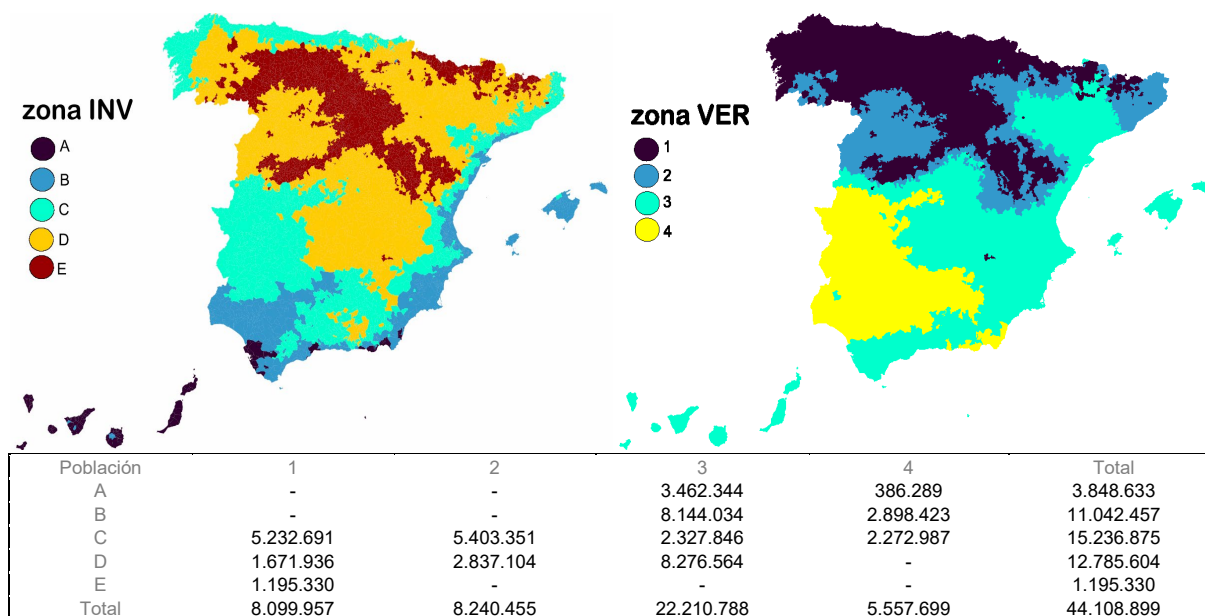 zona INV
A
B
C
D
E
zona VER
1
2
3
4
Población 1 2 3 4 Total
A - - 3.462.344 386.289 3.848.633
B - - 8.144.034 2.898.423 11.042.457
C 5.232.691 5.403.351 2.327.846 2.272.987 15.236.875
D 1.671.936 2.837.104 8.276.564 - 12.785.604
E 1.195.330 - - - 1.195.330
Total 8.099.957 8.240.455 22.210.788 5.557.699 44.108.899